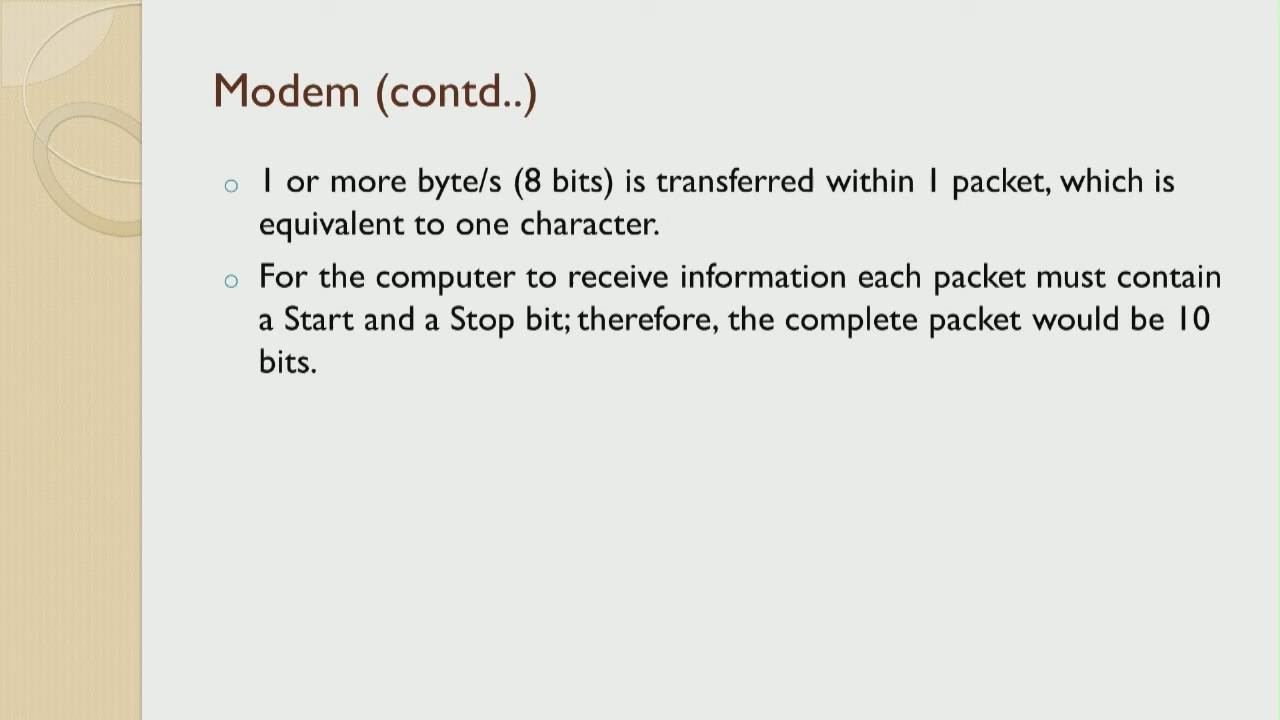 Modem (contd..)
1 or more byte/s (8 bits) is transferred within 1 packet, which is
equivalent to one character.
For the computer to receive information each packet must contain
a Start and a Stop bit; therefore, the complete packet would be 10
bits.